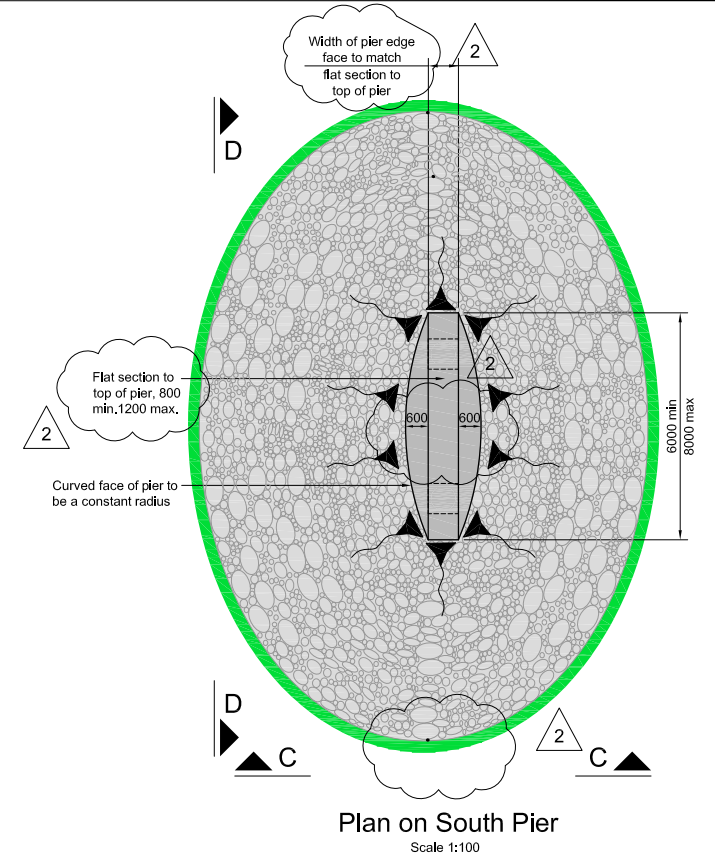 Width of pier edge
face to match
flat section to
top of pier
2
D
2
Flat section to
top of pier, 800
min.1200 max.
2
600
600
6000 min
8000 max
Curved face of pier to
be a constant radius
D
2
C
C
Plan on South Pier
Scale 1:100